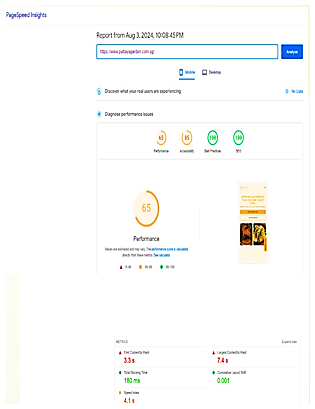 PageSpeed Insights
Report from Aug 3, 2024, 10:08:45 PM
https://www.pattayagarden.com.sg/
Analyze
Mobile
Desktop
Discover what your real users are experiencing
No Data
Diagnose performance issues
65
85
100
100
Performance
Accessibility
Best Practices
SEO
65
Performance
Values are estimated and may vary. The performance score is calculated
directly from these metrics. See calculator.
0–49
50–89
90–100
METRICS
Expand view
First Contentful Paint
3.3 s
Largest Contentful Paint
7.4 s
Total Blocking Time
180 ms
Cumulative Layout Shift
0.001
Speed Index
4.1 s